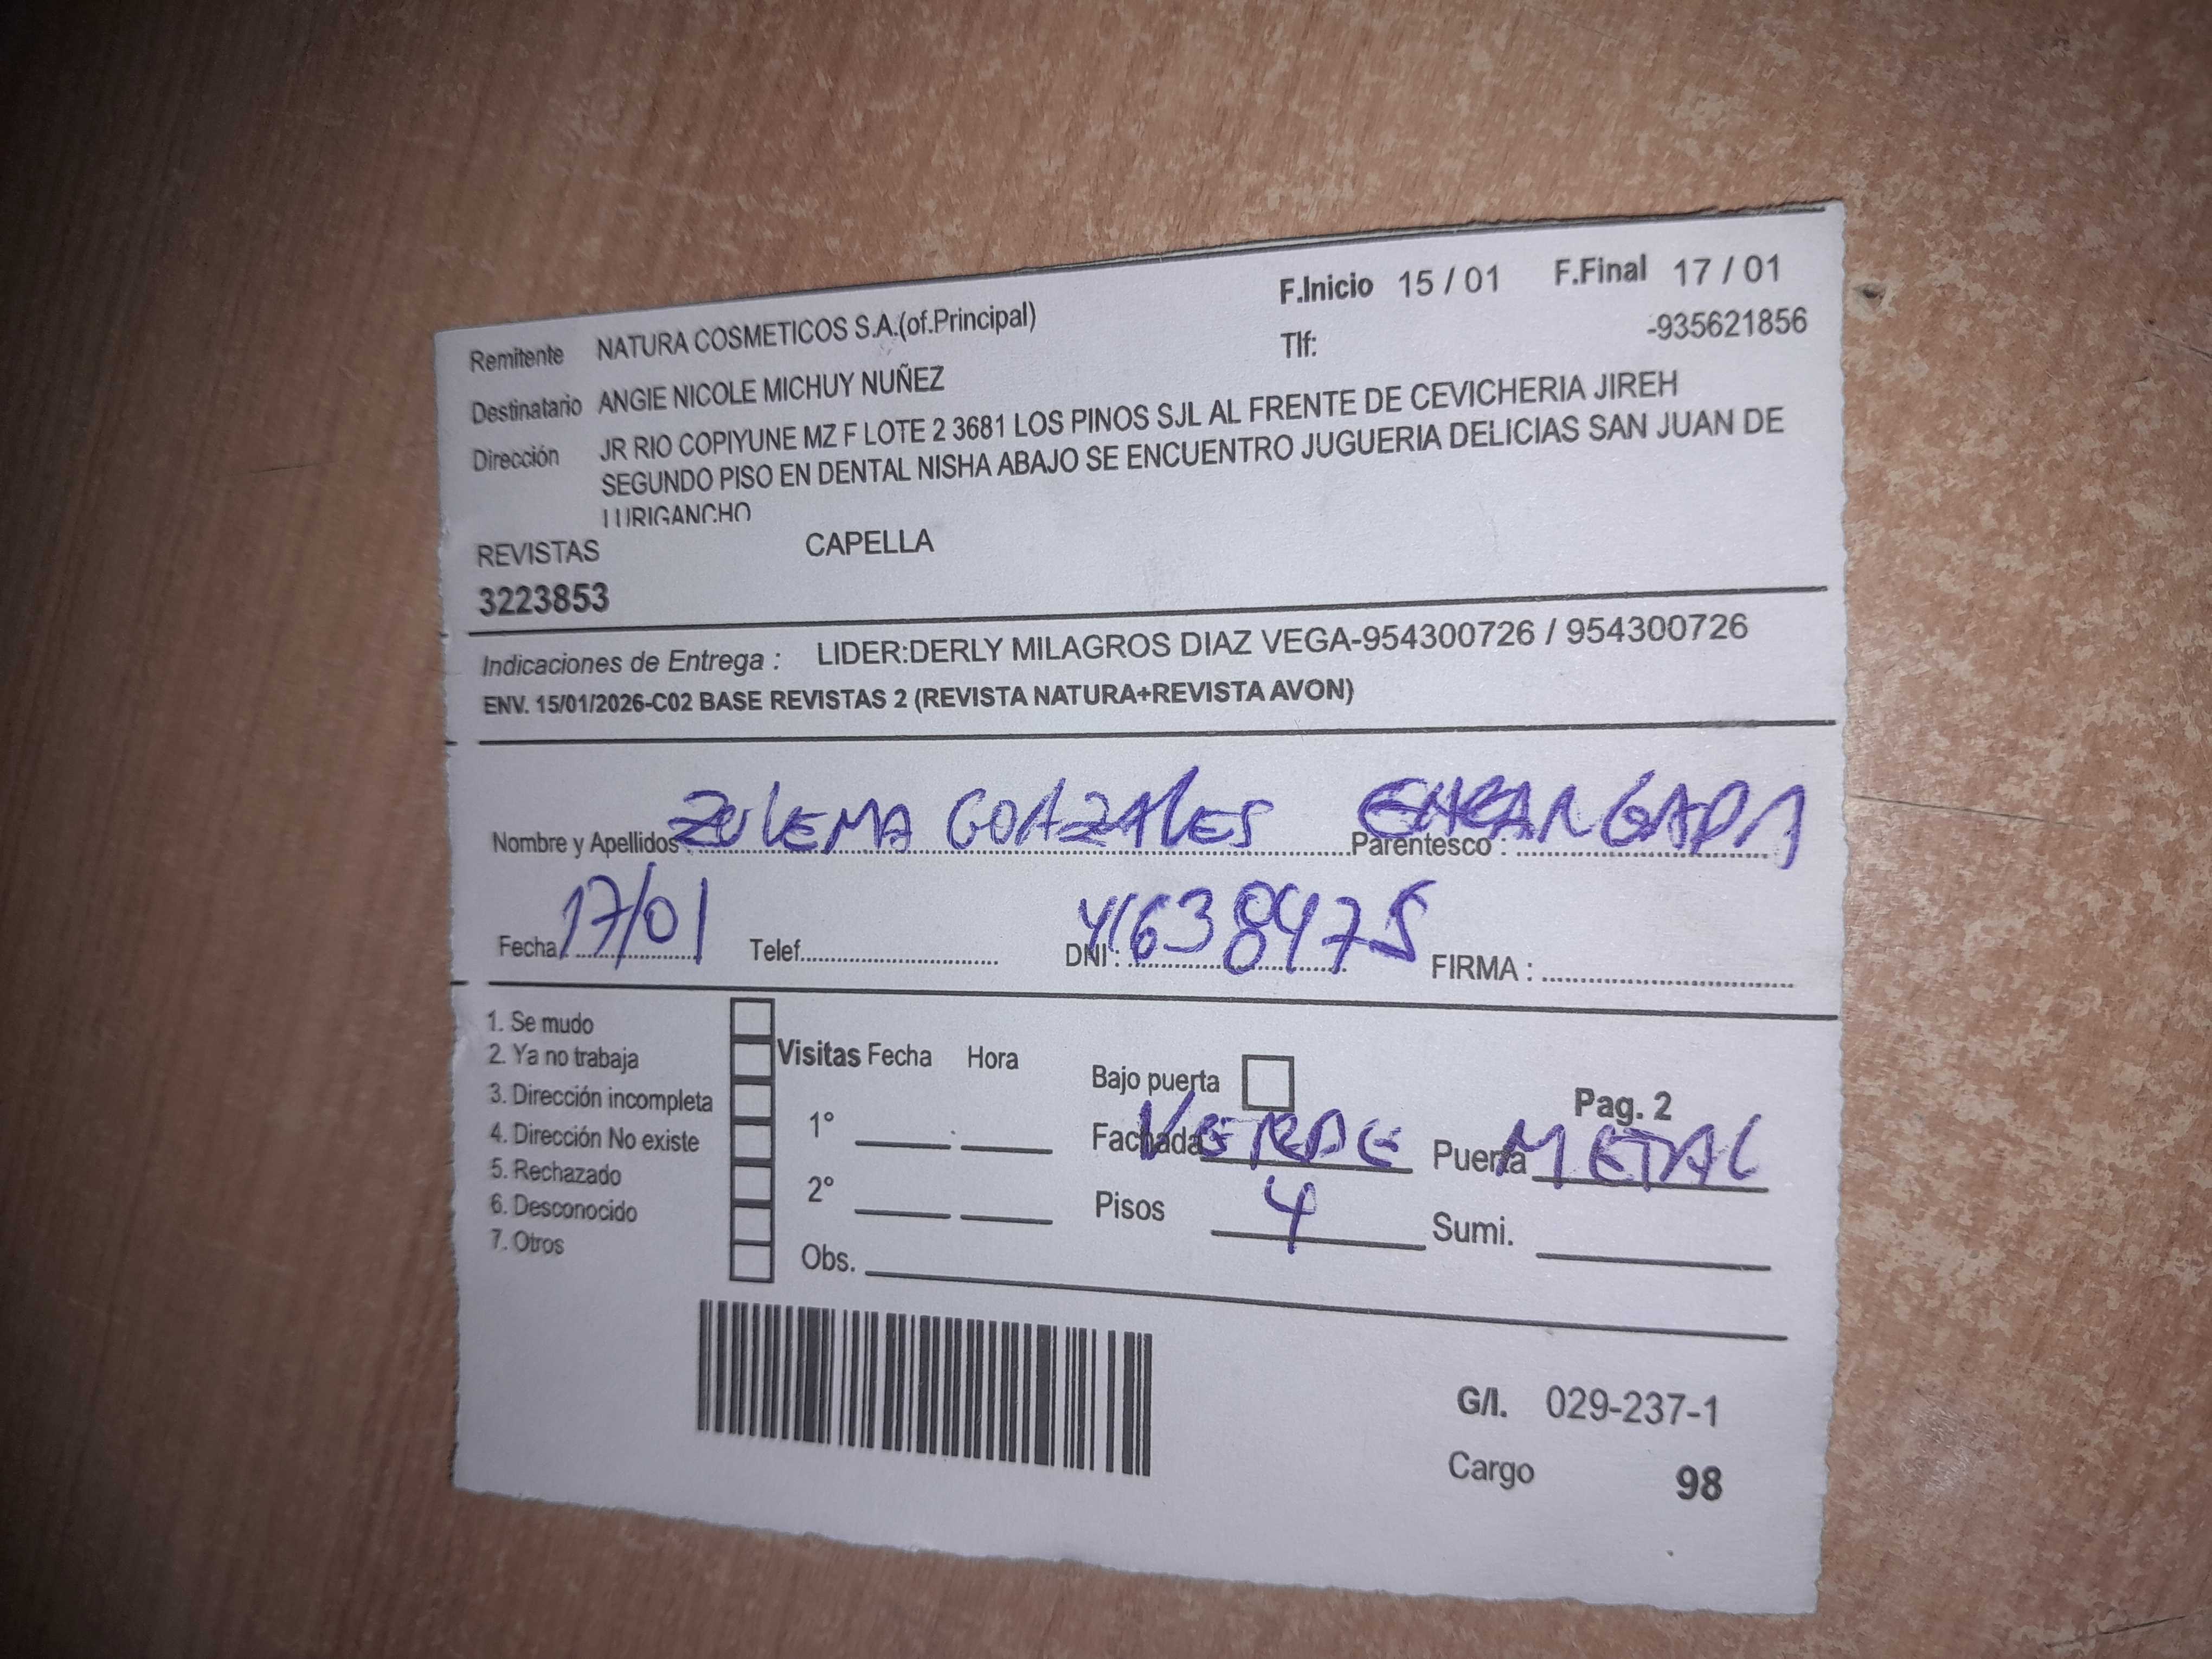 F.Inicio 15 / 01 F.Final 17 / 01
Remitente NATURA COSMETICOS S.A.(of.Principal) Tlf: -935621856
Destinatario ANGIE NICOLE MICHUY NUÑEZ
Dirección JR RIO COPIYUNE MZ F LOTE 2 3681 LOS PINOS SJL AL FRENTE DE CEVICHERIA JIREH
SEGUNDO PISO EN DENTAL NISHA ABAJO SE ENCUENTRO JUGUERIA DELICIAS SAN JUAN DE
LURIGANCHO
REVISTAS CAPELLA
3223853
Indicaciones de Entrega : LIDER:DERLY MILAGROS DIAZ VEGA-954300726 / 954300726
ENV. 15/01/2026-C02 BASE REVISTAS 2 (REVISTA NATURA+REVISTA AVON)
Nombre y Apellidos ZULEMA GONZALES Parentesco : ENCARGADA
Fecha 17/01 Telef. DNI : 41638475 FIRMA :
1. Se mudo
2. Ya no trabaja Visitas Fecha Hora Bajo puerta
3. Dirección incompleta 1° Pag. 2
4. Dirección No existe Fachada VERDE Puerta METAL
5. Rechazado 2° Pisos 4 Sumi.
6. Desconocido
7. Otros Obs.
G/I. 029-237-1
Cargo 98